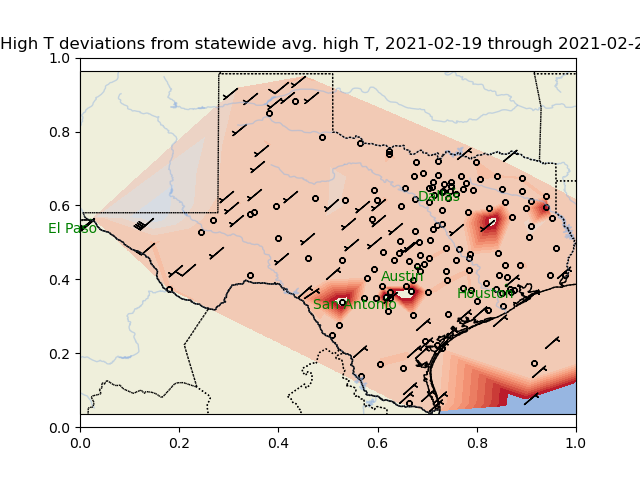 High T deviations from statewide avg. high T, 2021-02-19 through 2021-02-2
1.0
0.8
0.6
0.4
0.2
0.0
0.0 0.2 0.4 0.6 0.8 1.0
Dallas
El Paso
Austin
Houston
San Antonio